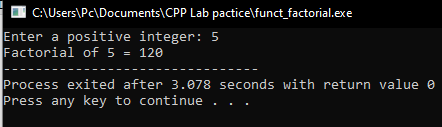 C:\Users\Pc\Documents\CPP Lab pactice\funct_factorial.exe
Enter a positive integer: 5
Factorial of 5 = 120
--------------------------------
Process exited after 3.078 seconds with return value 0
Press any key to continue . . .